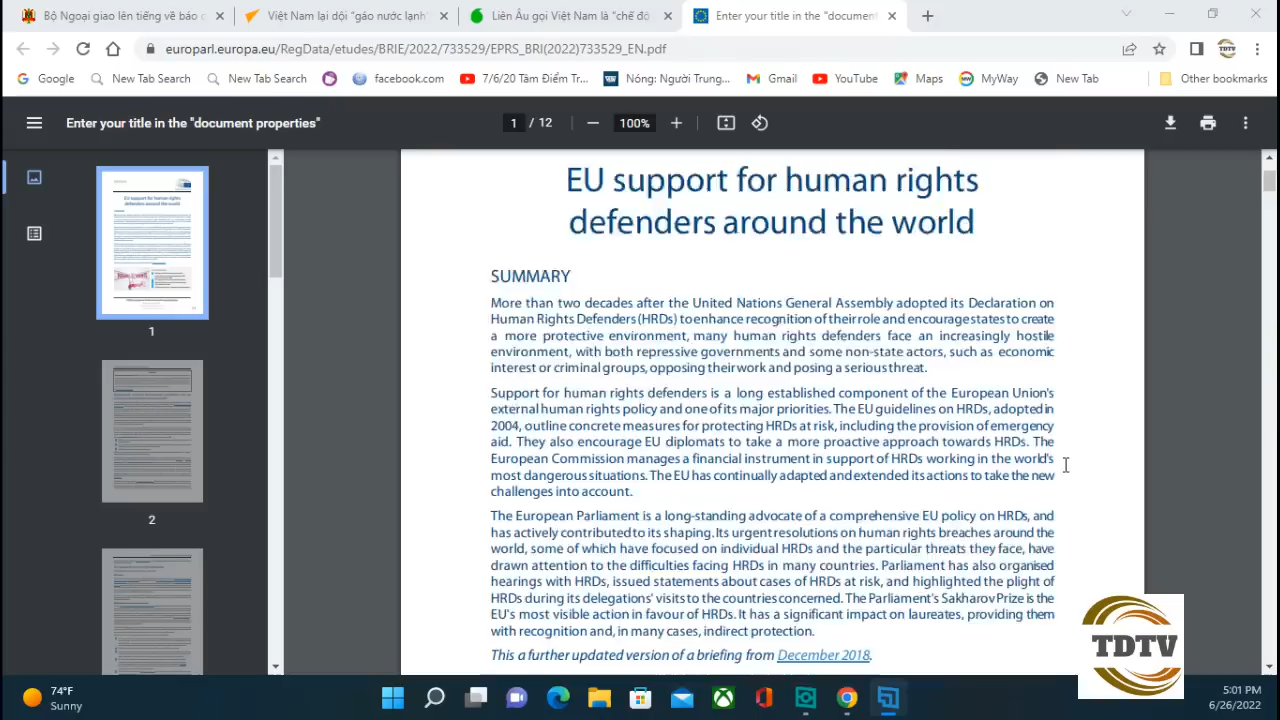 Bộ Ngoại giao lên tiếng về báo c
Việt Nam lại dội "gáo nước lạnh"
Liên Âu gọi Việt Nam là "chế độ
Enter your title in the "document
europarl.europa.eu/RegData/etudes/BRIE/2022/733529/EPRS_BRI(2022)733529_EN.pdf
TDTV
Google
New Tab Search
New Tab Search
facebook.com
7/6/20 Tâm Điểm Tr...
Nóng: Người Trung...
Gmail
YouTube
Maps
MyWay
New Tab
Other bookmarks
Enter your title in the "document properties"
1 / 12
100%
EU support for human rights
defenders around the world
SUMMARY
More than two decades after the United Nations General Assembly adopted its Declaration on
Human Rights Defenders (HRDs) to enhance recognition of their role and encourage states to create
a more protective environment, many human rights defenders face an increasingly hostile
environment, with both repressive governments and some non-state actors, such as economic
interest or criminal groups, opposing their work and posing a serious threat.
Support for human rights defenders is a long established component of the European Union's
external human rights policy and one of its major priorities. The EU guidelines on HRDs, adopted in
2004, outline concrete measures for protecting HRDs at risk, including the provision of emergency
aid. They also encourage EU diplomats to take a more proactive approach towards HRDs. The
European Commission manages a financial instrument in support of HRDs working in the world's
most dangerous situations. The EU has continually adapted and extended its actions to take the new
challenges into account.
The European Parliament is a long-standing advocate of a comprehensive EU policy on HRDs, and
has actively contributed to its shaping. Its urgent resolutions on human rights breaches around the
world, some of which have focused on individual HRDs and the particular threats they face, have
drawn attention to the difficulties facing HRDs in many countries. Parliament has also organised
hearings with HRDs, issued statements about cases of HRDs at risk, and highlighted the plight of
HRDs during its delegations' visits to the countries concerned. The Parliament's Sakharov Prize is the
EU's most visible action in favour of HRDs. It has a significant impact on laureates, providing them
with recognition and, in many cases, indirect protection.
This a further updated version of a briefing from December 2018.
1
2
TDTV
74°F
Sunny
5:01 PM
6/26/2022